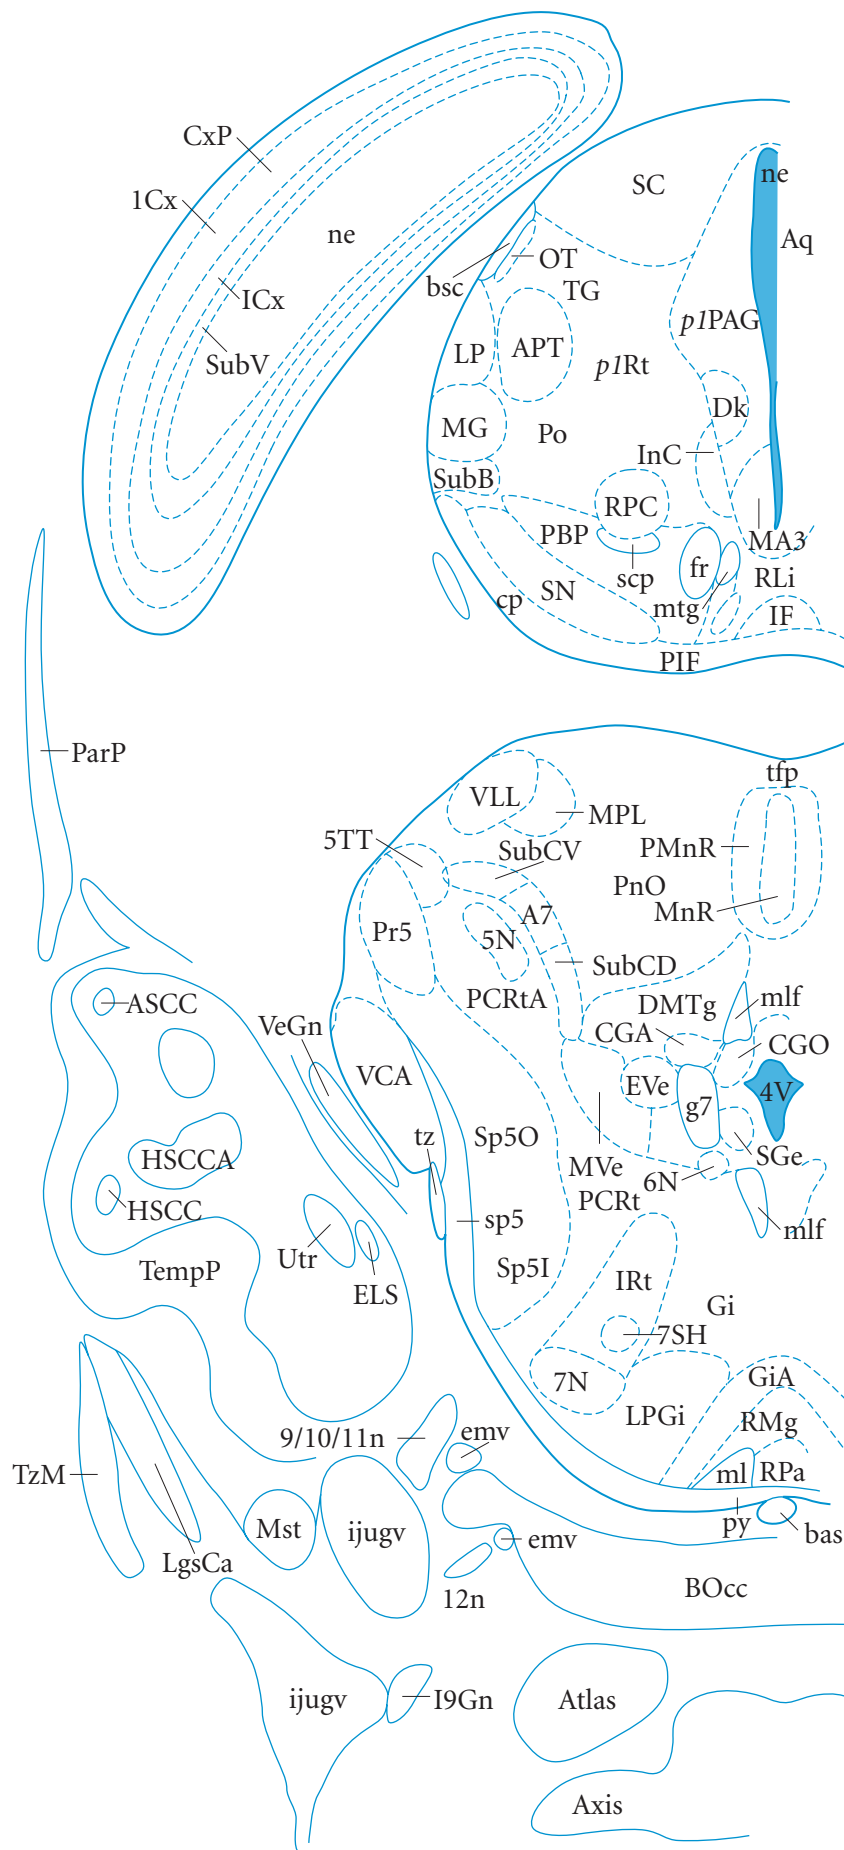 CxP
1Cx
ne
ICx
SubV
SC
ne
OT
Aq
bsc
TG
p1PAG
LP
APT
p1Rt
Dk
MG
Po
InC
SubB
RPC
PBP
MA3
scp
fr
RLi
cp
SN
mtg
IF
PIF
ParP
tfp
VLL
MPL
5TT
SubCV
PMnR
PnO
MnR
A7
Pr5
5N
SubCD
PCRtA
ASCC
DMTg
mlf
VeGn
CGA
CGO
VCA
EVe
g7
4V
tz
Sp5O
HSCCA
MVe
SGe
6N
PCRt
HSCC
sp5
mlf
Utr
TempP
Sp5I
ELS
IRt
Gi
7SH
7N
GiA
LPGi
RMg
9/10/11n
emv
TzM
ml
RPa
Mst
ijugv
py
bas
LgsCa
emv
12n
BOcc
ijugv
I9Gn
Atlas
Axis